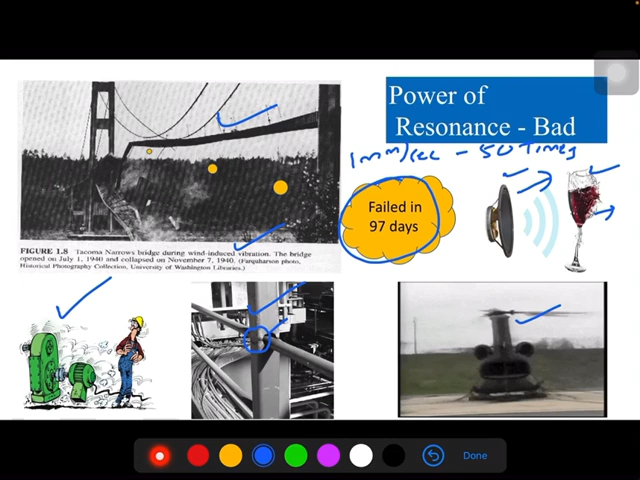 Power of
Resonance - Bad
1mm/sec - 50 Times
Failed in
97 days
FIGURE 1.8 Tacoma Narrows bridge during wind-induced vibration. The bridge
opened on July 1, 1940 and collapsed on November 7, 1940. (Farquharson photo,
Historical Photography Collection, University of Washington Libraries.)
Done